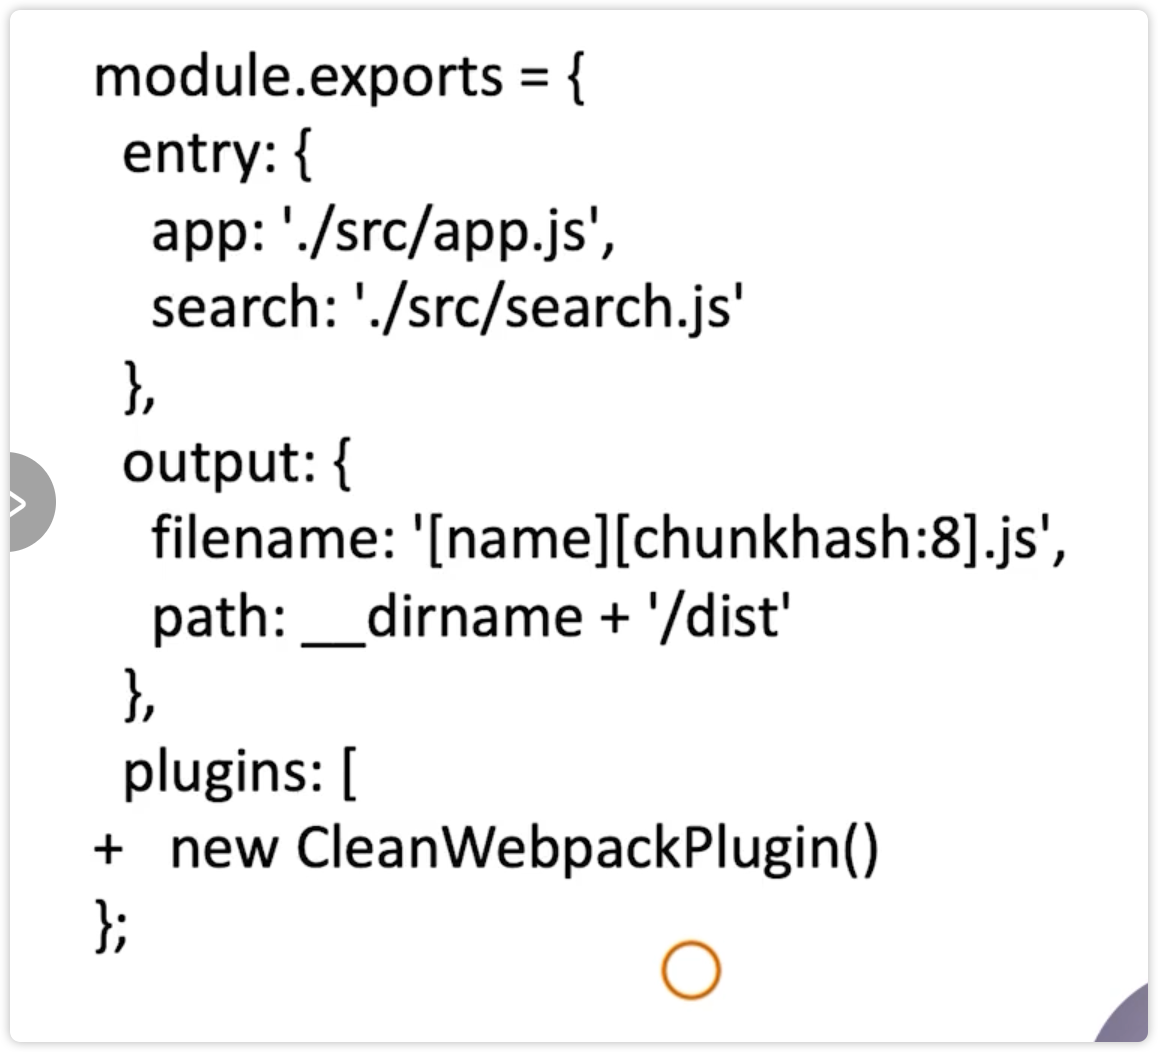 module.exports = {
entry: {
app: './src/app.js',
search: './src/search.js'
},
output: {
filename: '[name][chunkhash:8].js',
path: __dirname + '/dist'
},
plugins: [
+ new CleanWebpackPlugin()
};